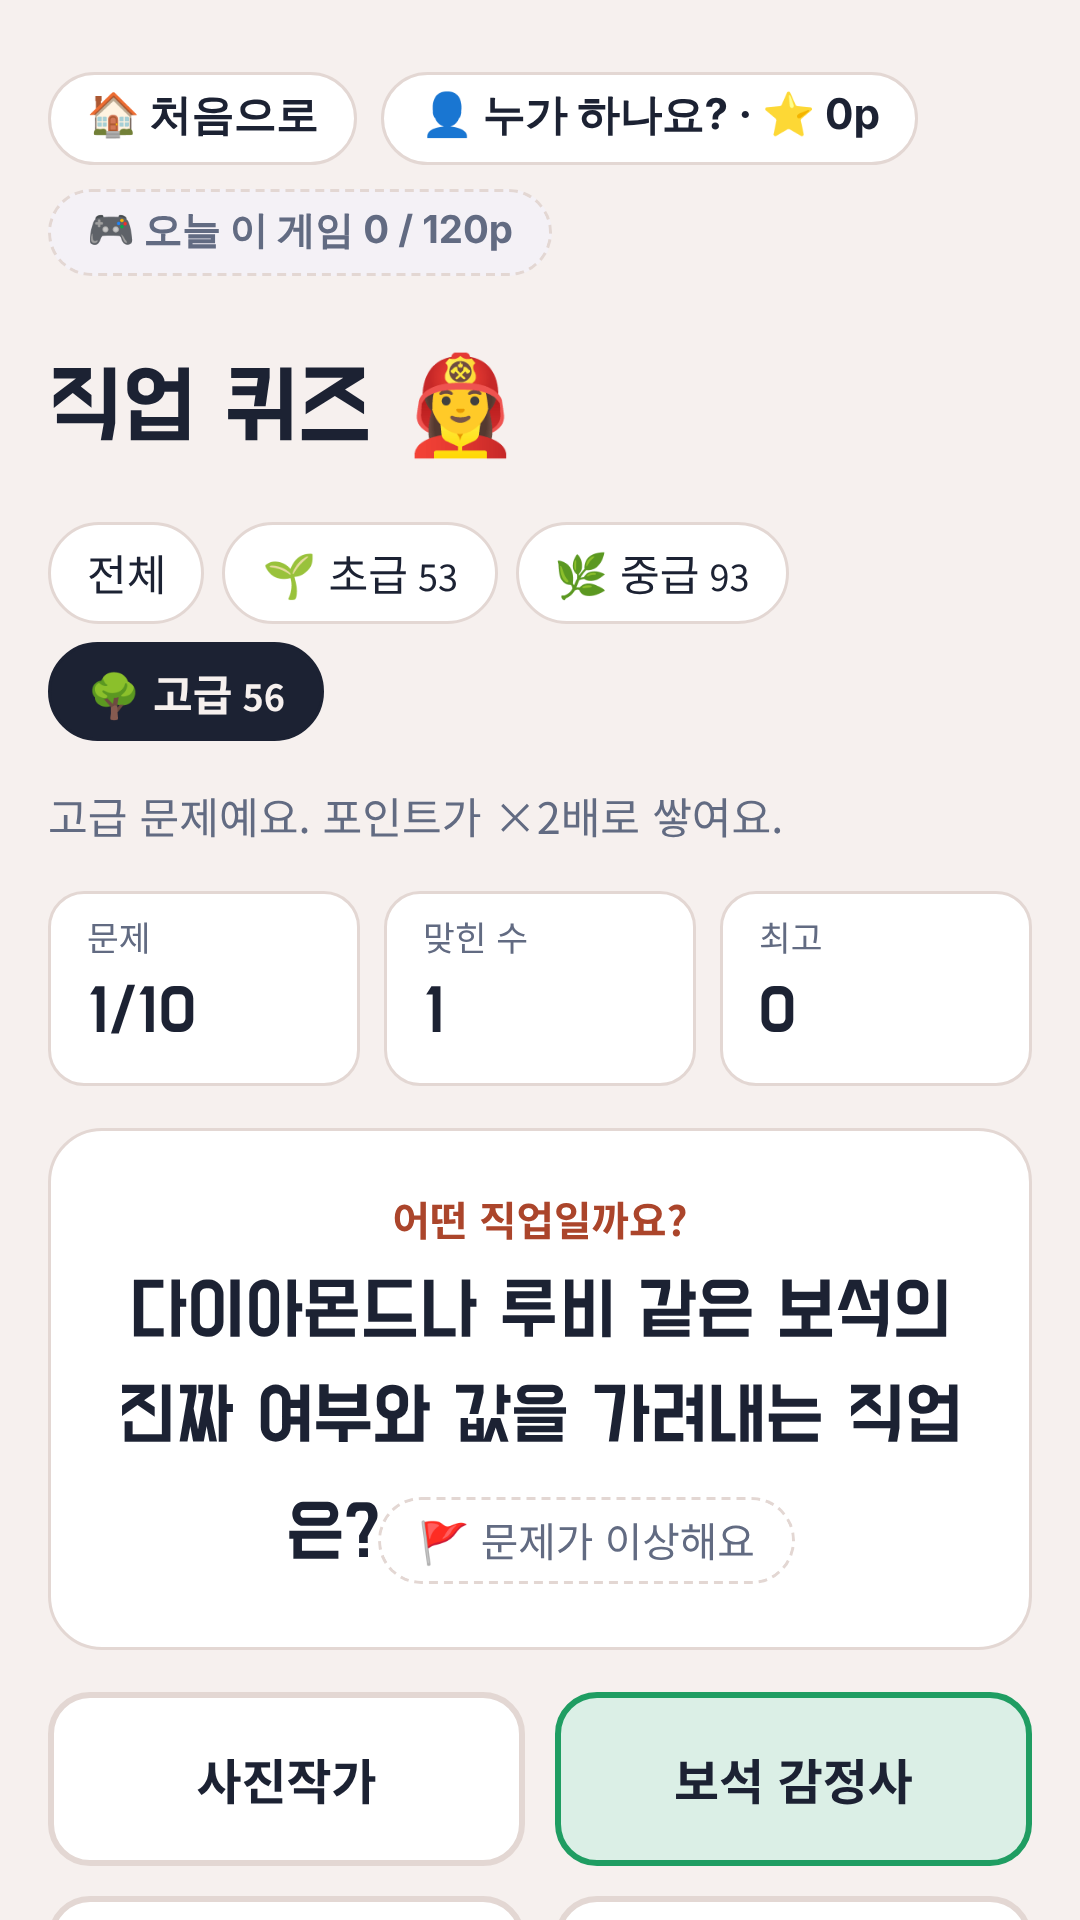 🏠 처음으로
👤 누가 하나요? · ⭐ 0p
🎮 오늘 이 게임 0 / 120p
직업 퀴즈 👩‍🚒
전체
🌱 초급 53
🌿 중급 93
🌳 고급 56
고급 문제예요. 포인트가 ×2배로 쌓여요.
문제
1/10
맞힌 수
1
최고
0
어떤 직업일까요?
다이아몬드나 루비 같은 보석의
진짜 여부와 값을 가려내는 직업
은?
🚩 문제가 이상해요
사진작가
보석 감정사